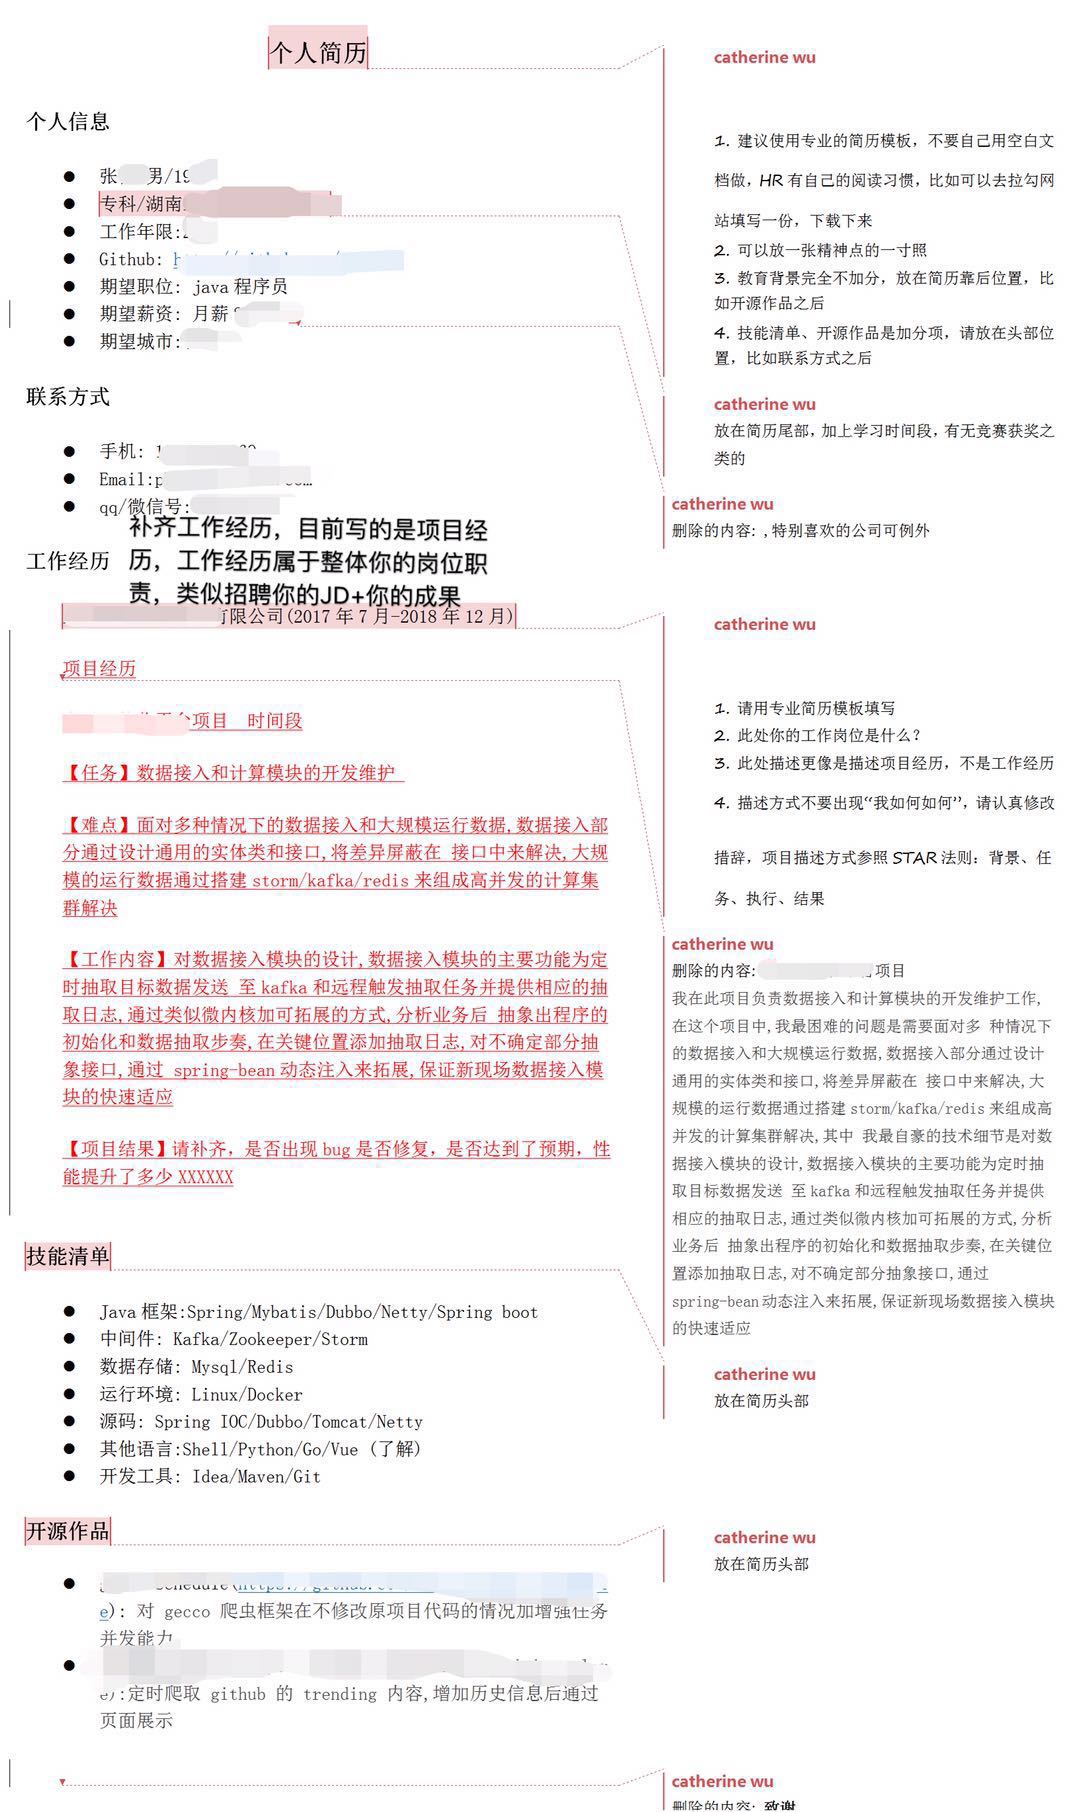 个人简历
个人信息
张 男/19
专科/湖南
工作年限:
Github:
期望职位: java 程序员
期望薪资: 月薪
期望城市:
联系方式
手机:
Email:p
qq/微信号:
补齐工作经历，目前写的是项目经
历，工作经历属于整体你的岗位职
责，类似招聘你的JD+你的成果
工作经历
有限公司(2017 年 7 月-2018 年 12 月)
项目经历
项目 时间段
【任务】数据接入和计算模块的开发维护
【难点】面对多种情况下的数据接入和大规模运行数据,数据接入部
分通过设计通用的实体类和接口,将差异屏蔽在 接口中来解决,大规
模的运行数据通过搭建 storm/kafka/redis 来组成高并发的计算集
群解决
【工作内容】对数据接入模块的设计,数据接入模块的主要功能为定
时抽取目标数据发送 至 kafka 和远程触发抽取任务并提供相应的抽
取日志,通过类似微内核加可拓展的方式,分析业务后 抽象出程序的
初始化和数据抽取步奏,在关键位置添加抽取日志,对不确定部分抽
象接口,通过 spring-bean 动态注入来拓展,保证新现场数据接入模
块的快速适应
【项目结果】请补齐，是否出现 bug 是否修复，是否达到了预期，性
能提升了多少 XXXXXX
技能清单
Java 框架:Spring/Mybatis/Dubbo/Netty/Spring boot
中间件: Kafka/Zookeeper/Storm
数据存储: Mysql/Redis
运行环境: Linux/Docker
源码: Spring IOC/Dubbo/Tomcat/Netty
其他语言:Shell/Python/Go/Vue (了解)
开发工具: Idea/Maven/Git
开源作品
e): 对 gecco 爬虫框架在不修改原项目代码的情况加增强任务
并发能力
e):定时爬取 github 的 trending 内容,增加历史信息后通过
页面展示
catherine wu
1. 建议使用专业的简历模板，不要自己用空白文
档做，HR 有自己的阅读习惯，比如可以去拉勾网
站填写一份，下载下来
2. 可以放一张精神点的一寸照
3. 教育背景完全不加分，放在简历靠后位置，比
如开源作品之后
4. 技能清单、开源作品是加分项，请放在头部位
置，比如联系方式之后
catherine wu
放在简历尾部，加上学习时间段，有无竞赛获奖之
类的
catherine wu
删除的内容: ,特别喜欢的公司可例外
catherine wu
1. 请用专业简历模板填写
2. 此处你的工作岗位是什么？
3. 此处描述更像是描述项目经历，不是工作经历
4. 描述方式不要出现“我如何如何”，请认真修改
措辞，项目描述方式参照 STAR 法则：背景、任
务、执行、结果
catherine wu
删除的内容: 项目
我在此项目负责数据接入和计算模块的开发维护工作,
在这个项目中,我最困难的问题是需要面对多 种情况下
的数据接入和大规模运行数据,数据接入部分通过设计
通用的实体类和接口,将差异屏蔽在 接口中来解决,大
规模的运行数据通过搭建 storm/kafka/redis 来组成高
并发的计算集群解决,其中 我最自豪的技术细节是对数
据接入模块的设计,数据接入模块的主要功能为定时抽
取目标数据发送 至 kafka 和远程触发抽取任务并提供
相应的抽取日志,通过类似微内核加可拓展的方式,分析
业务后 抽象出程序的初始化和数据抽取步奏,在关键位
置添加抽取日志,对不确定部分抽象接口,通过
spring-bean 动态注入来拓展,保证新现场数据接入模块
的快速适应
catherine wu
放在简历头部
catherine wu
放在简历头部
catherine wu
删除的内容: 致谢